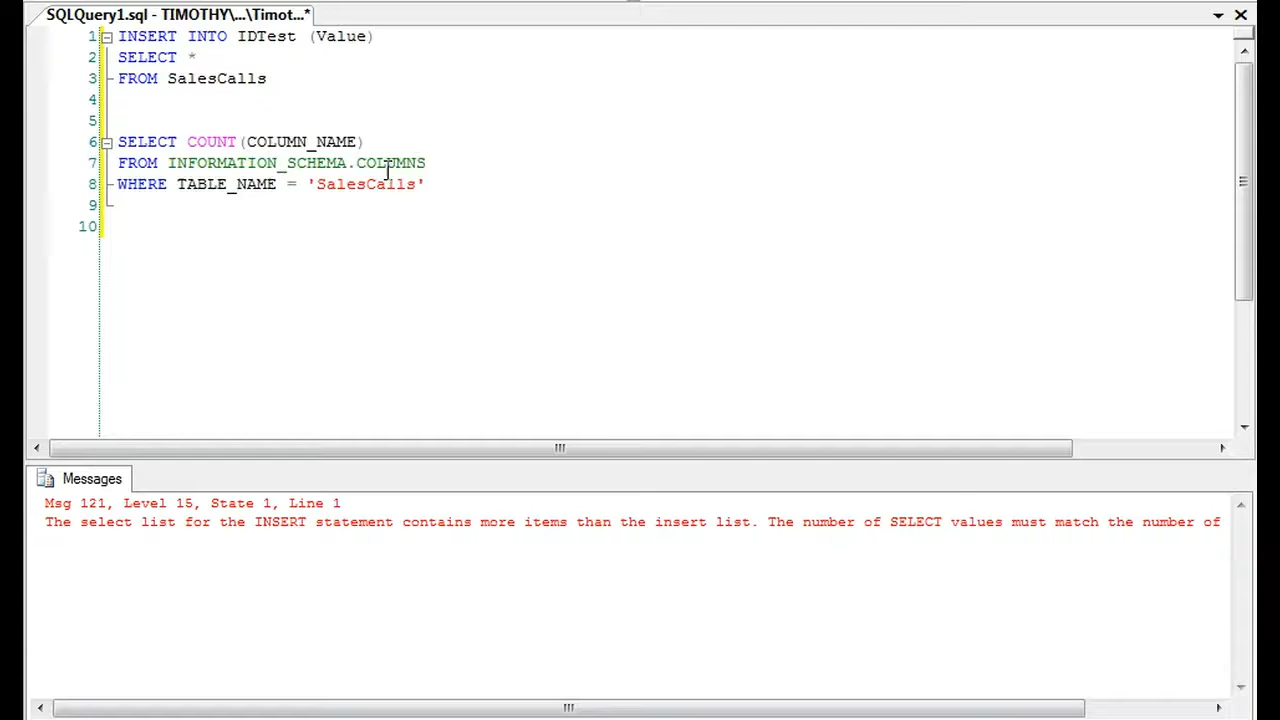 SQLQuery1.sql - TIMOTHY\...\Timot...*
1 INSERT INTO IDTest (Value)
2 SELECT *
3 FROM SalesCalls
4
5
6 SELECT COUNT(COLUMN_NAME)
7 FROM INFORMATION_SCHEMA.COLUMNS
8 WHERE TABLE_NAME = 'SalesCalls'
9
10
Messages
Msg 121, Level 15, State 1, Line 1
The select list for the INSERT statement contains more items than the insert list. The number of SELECT values must match the number of